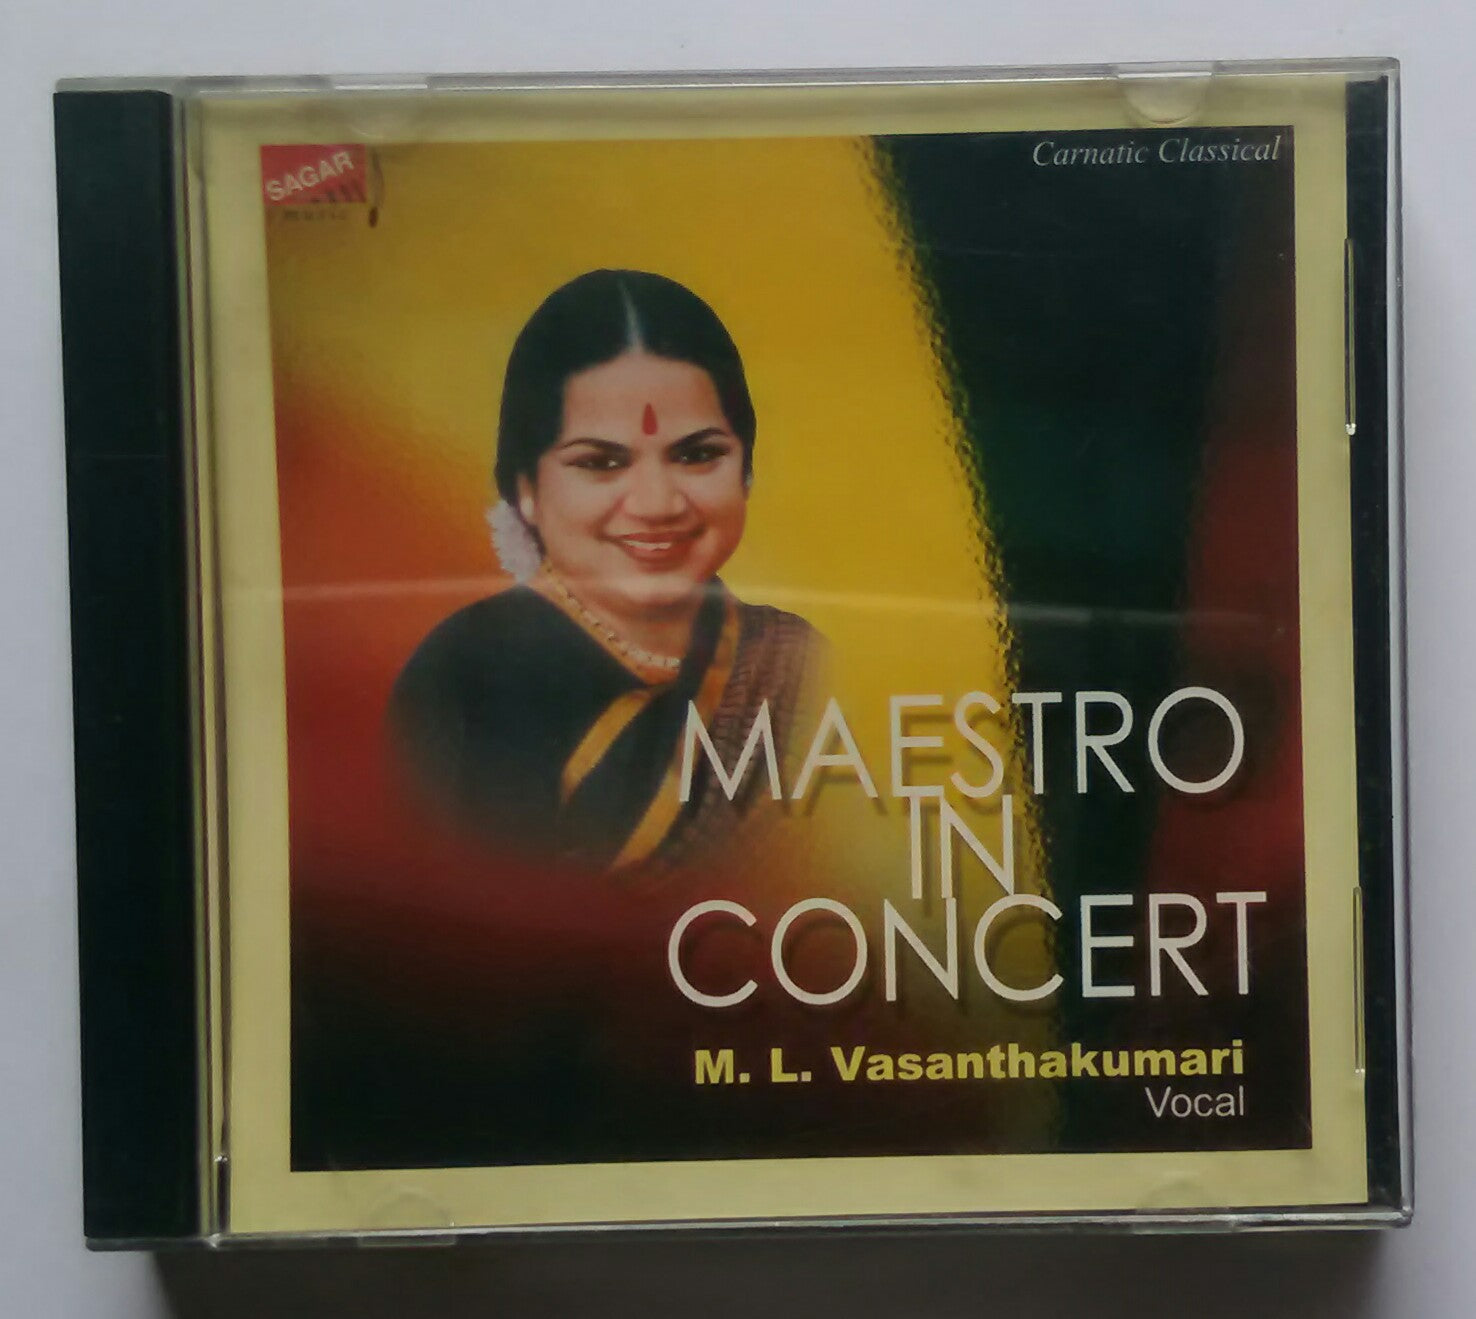 SAGAR
music
Carnatic Classical
MAESTRO
IN
CONCERT
M. L. Vasanthakumari
Vocal